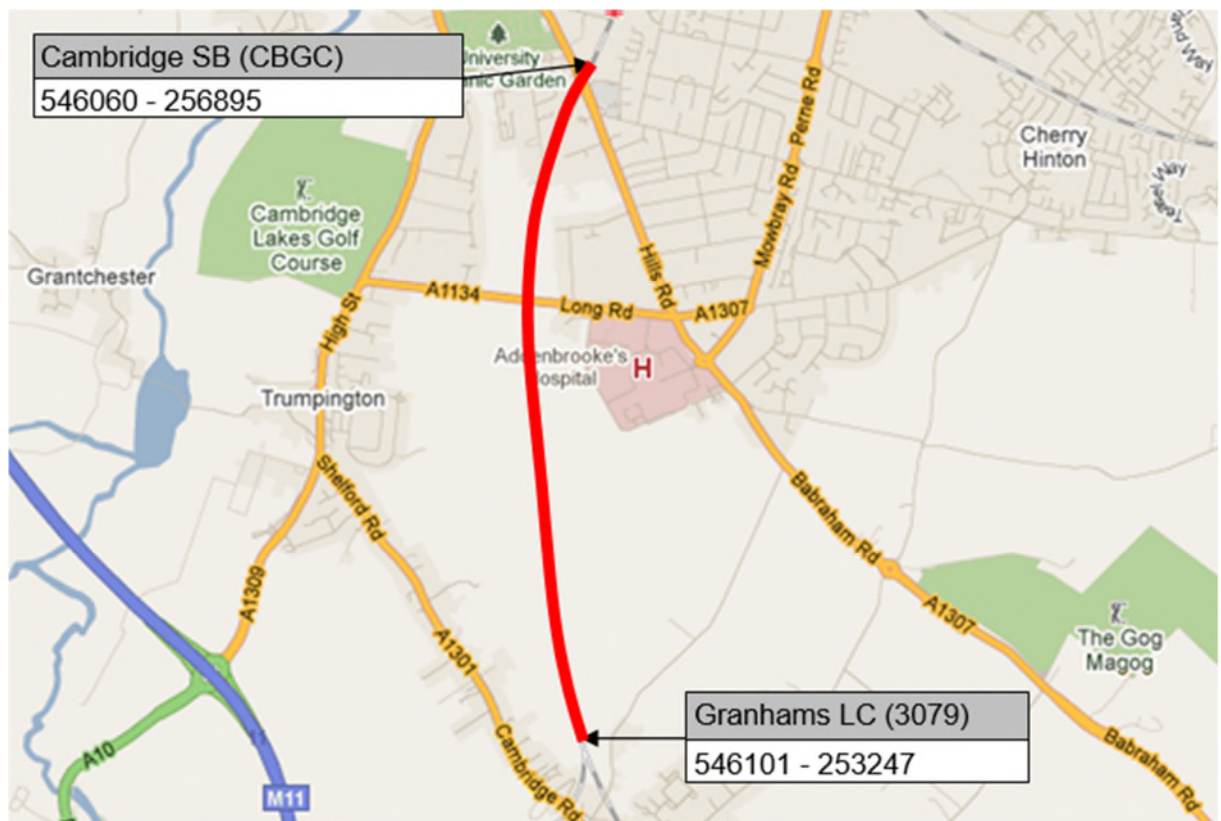 Cambridge SB (CBGC)
546060 - 256895
University
nic Garden
Perne Rd
Cherry
Hinton
Cambridge
Lakes Golf
Course
Mowbray Rd
Grantchester
Hills Rd
A1134
Long Rd
A1307
High St
Addenbrooke's
Hospital
H
Trumpington
Shelford Rd
Babraham Rd
A1309
A1307
The Gog
Magog
A1301
Granhams LC (3079)
546101 - 253247
A10
Cambridge Rd
Babraham Rd
M11